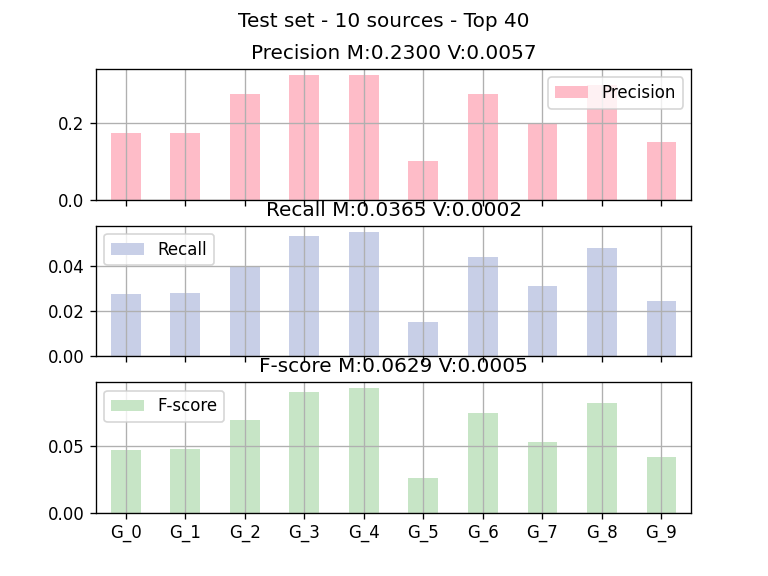 Test set - 10 sources - Top 40
Precision M:0.2300 V:0.0057
Precision
0.2
0.0
Recall M:0.0365 V:0.0002
Recall
0.04
0.02
0.00
F-score M:0.0629 V:0.0005
F-score
0.05
0.00
G_0 G_1 G_2 G_3 G_4 G_5 G_6 G_7 G_8 G_9